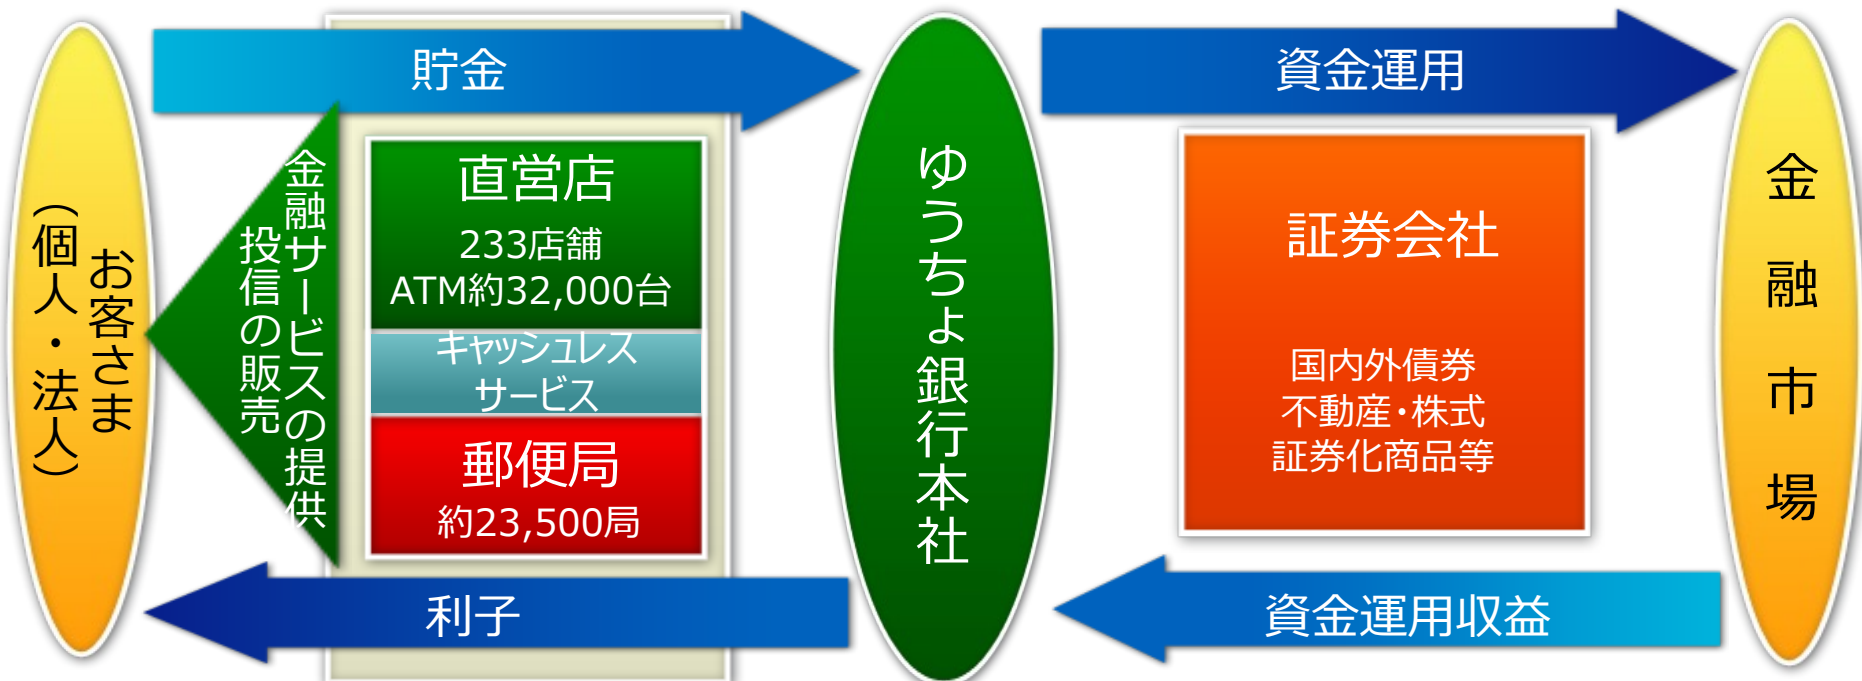 貯金
資金運用
お客さま
（個人・法人）
金融サービスの提供
投信の販売
直営店
233店舗
ATM約32,000台
キャッシュレス
サービス
郵便局
約23,500局
ゆうちょ銀行本社
証券会社
国内外債券
不動産・株式
証券化商品等
金融市場
利子
資金運用収益